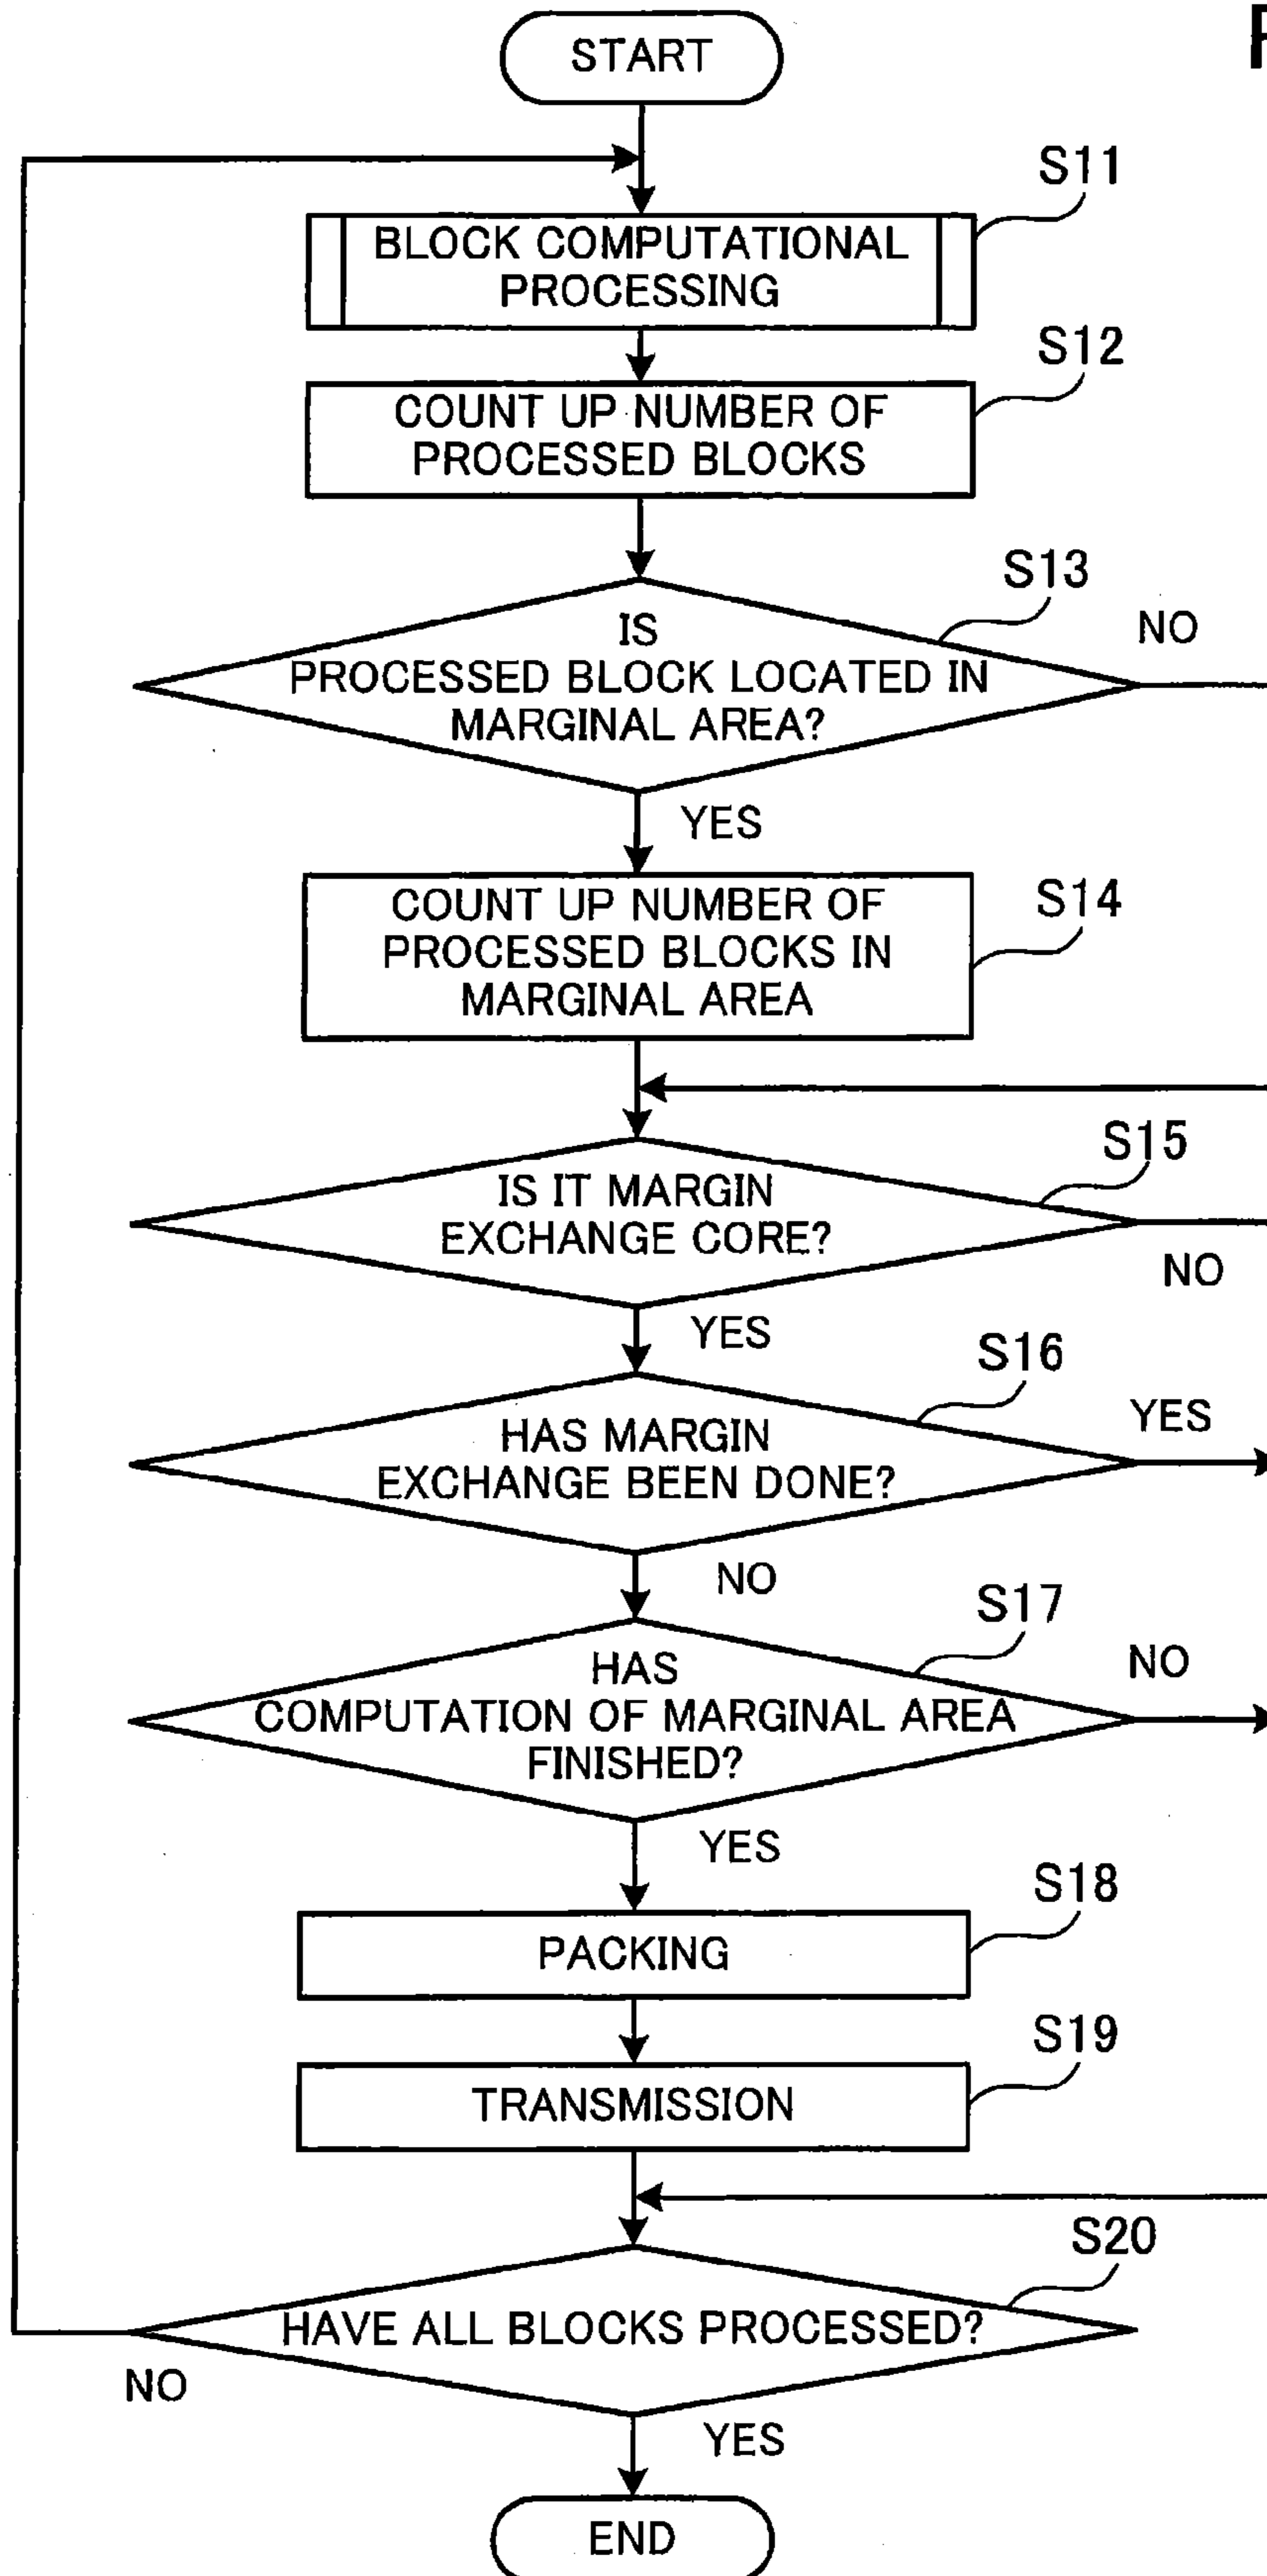 START
S11
BLOCK COMPUTATIONAL
PROCESSING
S12
COUNT UP NUMBER OF
PROCESSED BLOCKS
S13
NO
IS
PROCESSED BLOCK LOCATED IN
MARGINAL AREA?
YES
S14
COUNT UP NUMBER OF
PROCESSED BLOCKS IN
MARGINAL AREA
S15
IS IT MARGIN
EXCHANGE CORE?
NO
YES
S16
YES
HAS MARGIN
EXCHANGE BEEN DONE?
NO
S17
NO
HAS
COMPUTATION OF MARGINAL AREA
FINISHED?
YES
S18
PACKING
S19
TRANSMISSION
S20
HAVE ALL BLOCKS PROCESSED?
NO
YES
END